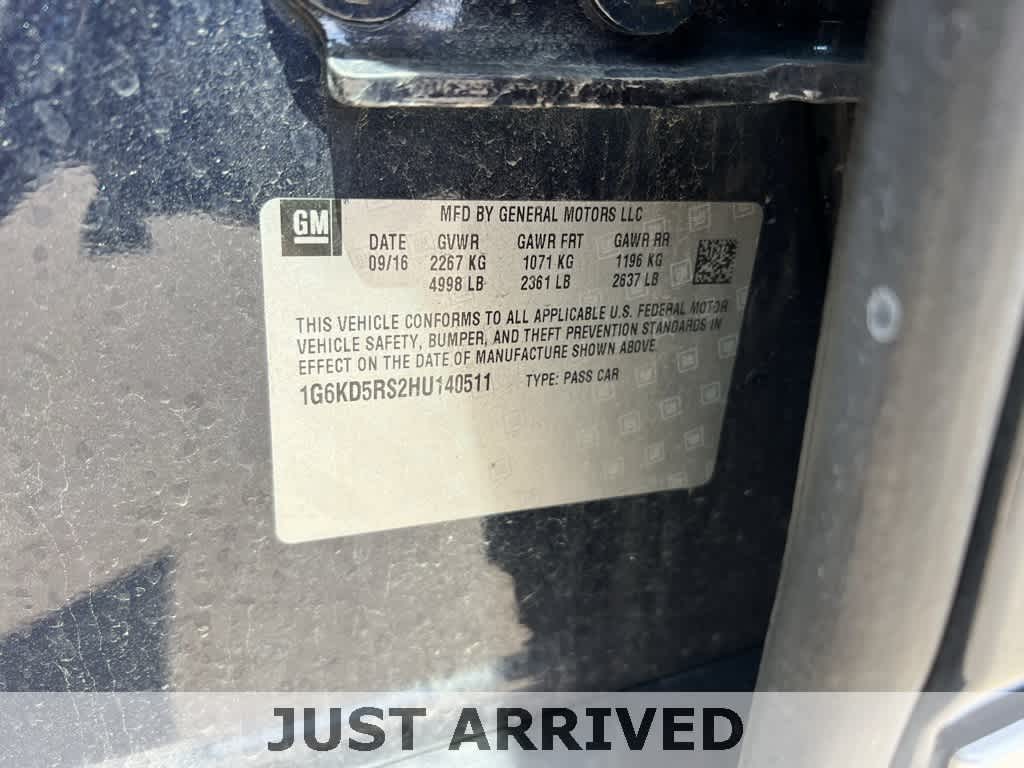 GM
MFD BY GENERAL MOTORS LLC
DATE GVWR GAWR FRT GAWR RR
09/16 2267 KG 1071 KG 1196 KG
4998 LB 2361 LB 2637 LB
THIS VEHICLE CONFORMS TO ALL APPLICABLE U.S. FEDERAL MOTOR
VEHICLE SAFETY, BUMPER, AND THEFT PREVENTION STANDARDS IN
EFFECT ON THE DATE OF MANUFACTURE SHOWN ABOVE
1G6KD5RS2HU140511 TYPE: PASS CAR
JUST ARRIVED